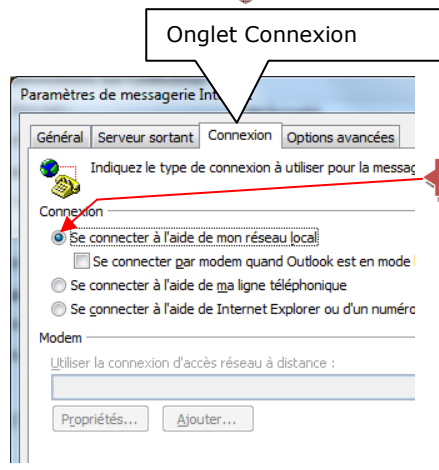 Onglet Connexion
Paramètres de messagerie Int
Général Serveur sortant Connexion Options avancées
Indiquez le type de connexion à utiliser pour la messag
Connexion
Se connecter à l'aide de mon réseau local
Se connecter par modem quand Outlook est en mode
Se connecter à l'aide de ma ligne téléphonique
Se connecter à l'aide de Internet Explorer ou d'un numéro
Modem
Utiliser la connexion d'accès réseau à distance :
Propriétés... Ajouter...